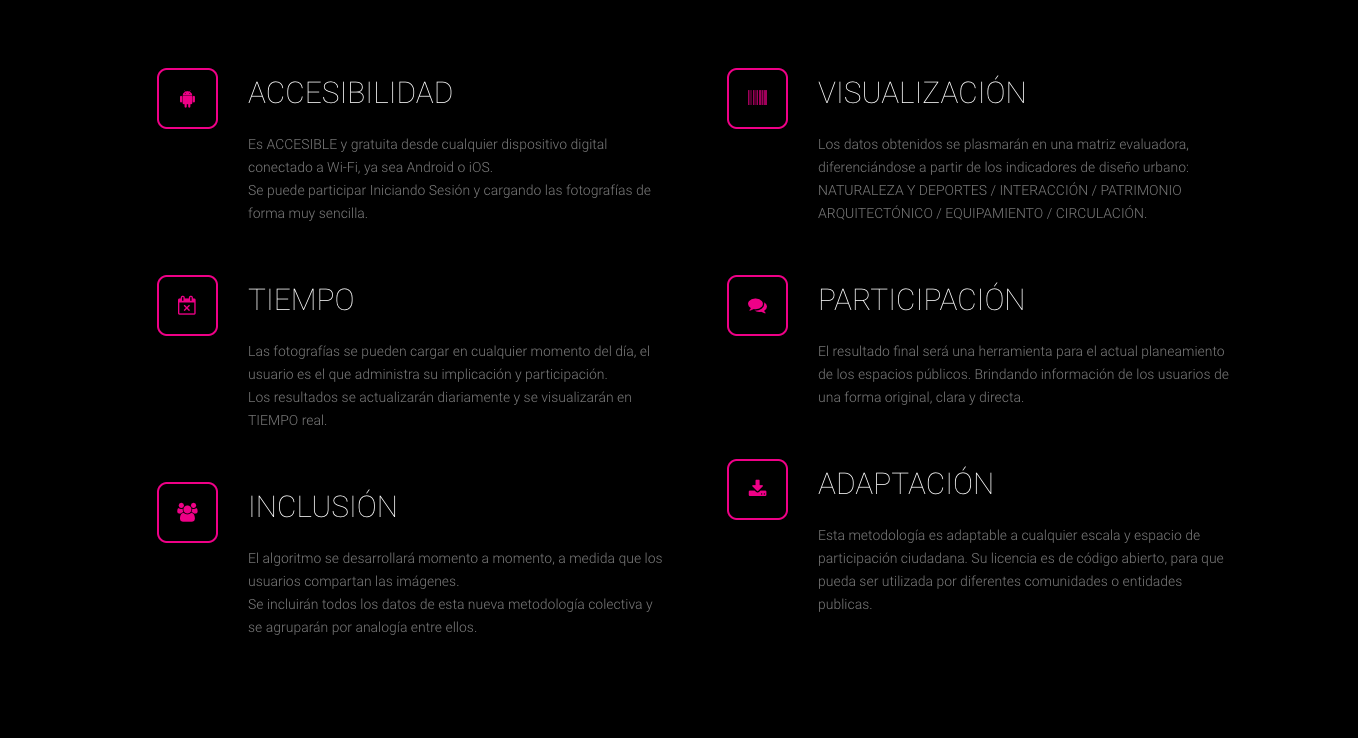 ACCESIBILIDAD
Es ACCESIBLE y gratuita desde cualquier dispositivo digital
conectado a Wi-Fi, ya sea Android o iOS.
Se puede participar Iniciando Sesión y cargando las fotografías de
forma muy sencilla.
TIEMPO
Las fotografías se pueden cargar en cualquier momento del día, el
usuario es el que administra su implicación y participación.
Los resultados se actualizarán diariamente y se visualizarán en
TIEMPO real.
INCLUSIÓN
El algoritmo se desarrollará momento a momento, a medida que los
usuarios compartan las imágenes.
Se incluirán todos los datos de esta nueva metodología colectiva y
se agruparán por analogía entre ellos.
VISUALIZACIÓN
Los datos obtenidos se plasmarán en una matriz evaluadora,
diferenciándose a partir de los indicadores de diseño urbano:
NATURALEZA Y DEPORTES / INTERACCIÓN / PATRIMONIO
ARQUITECTÓNICO / EQUIPAMIENTO / CIRCULACIÓN.
PARTICIPACIÓN
El resultado final será una herramienta para el actual planeamiento
de los espacios públicos. Brindando información de los usuarios de
una forma original, clara y directa.
ADAPTACIÓN
Esta metodología es adaptable a cualquier escala y espacio de
participación ciudadana. Su licencia es de código abierto, para que
pueda ser utilizada por diferentes comunidades o entidades
publicas.